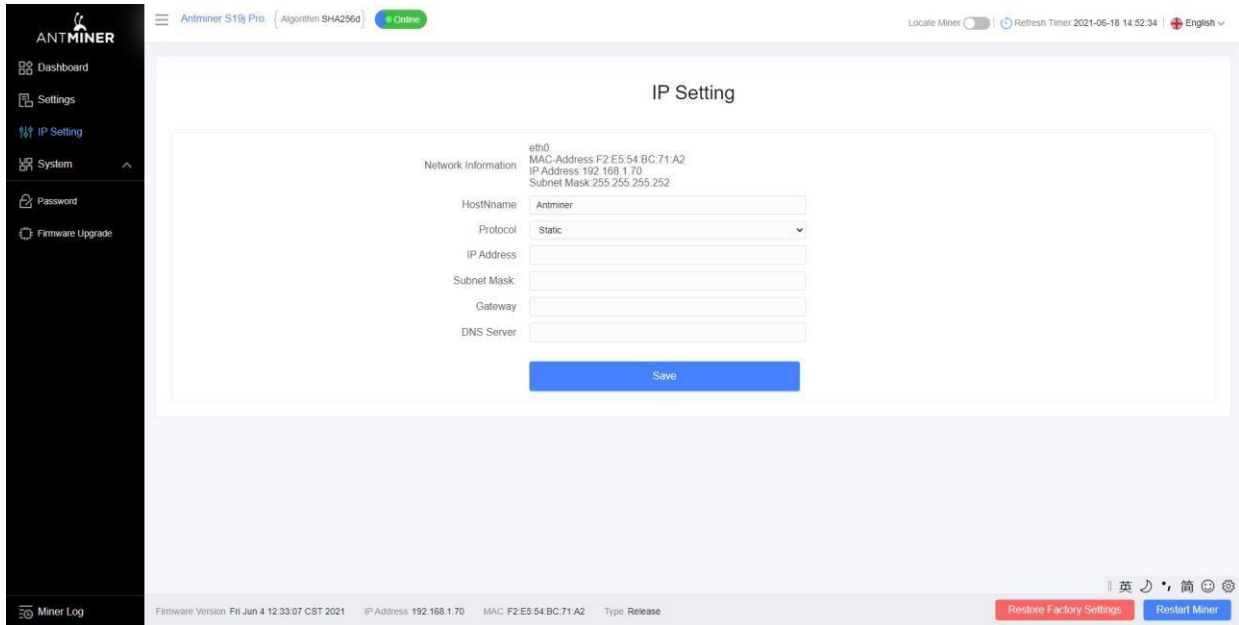 ANTMINER
Antminer S19j Pro
Algorithm SHA256d
Online
Locate Miner
Refresh Timer 2021-06-18 14:52:34
English
Dashboard
Settings
IP Setting
System
Password
Firmware Upgrade
IP Setting
Network Information
eth0
MAC-Address:F2:E5:54:BC:71:A2
IP Address:192.168.1.70
Subnet Mask:255.255.255.252
HostNname
Antminer
Protocol
Static
IP Address
Subnet Mask:
Gateway
DNS Server
Save
英 简
Miner Log
Firmware Version Fri Jun 4 12:33:07 CST 2021
IP Address 192.168.1.70
MAC F2:E5:54:BC:71:A2
Type Release
Restore Factory Settings
Restart Miner